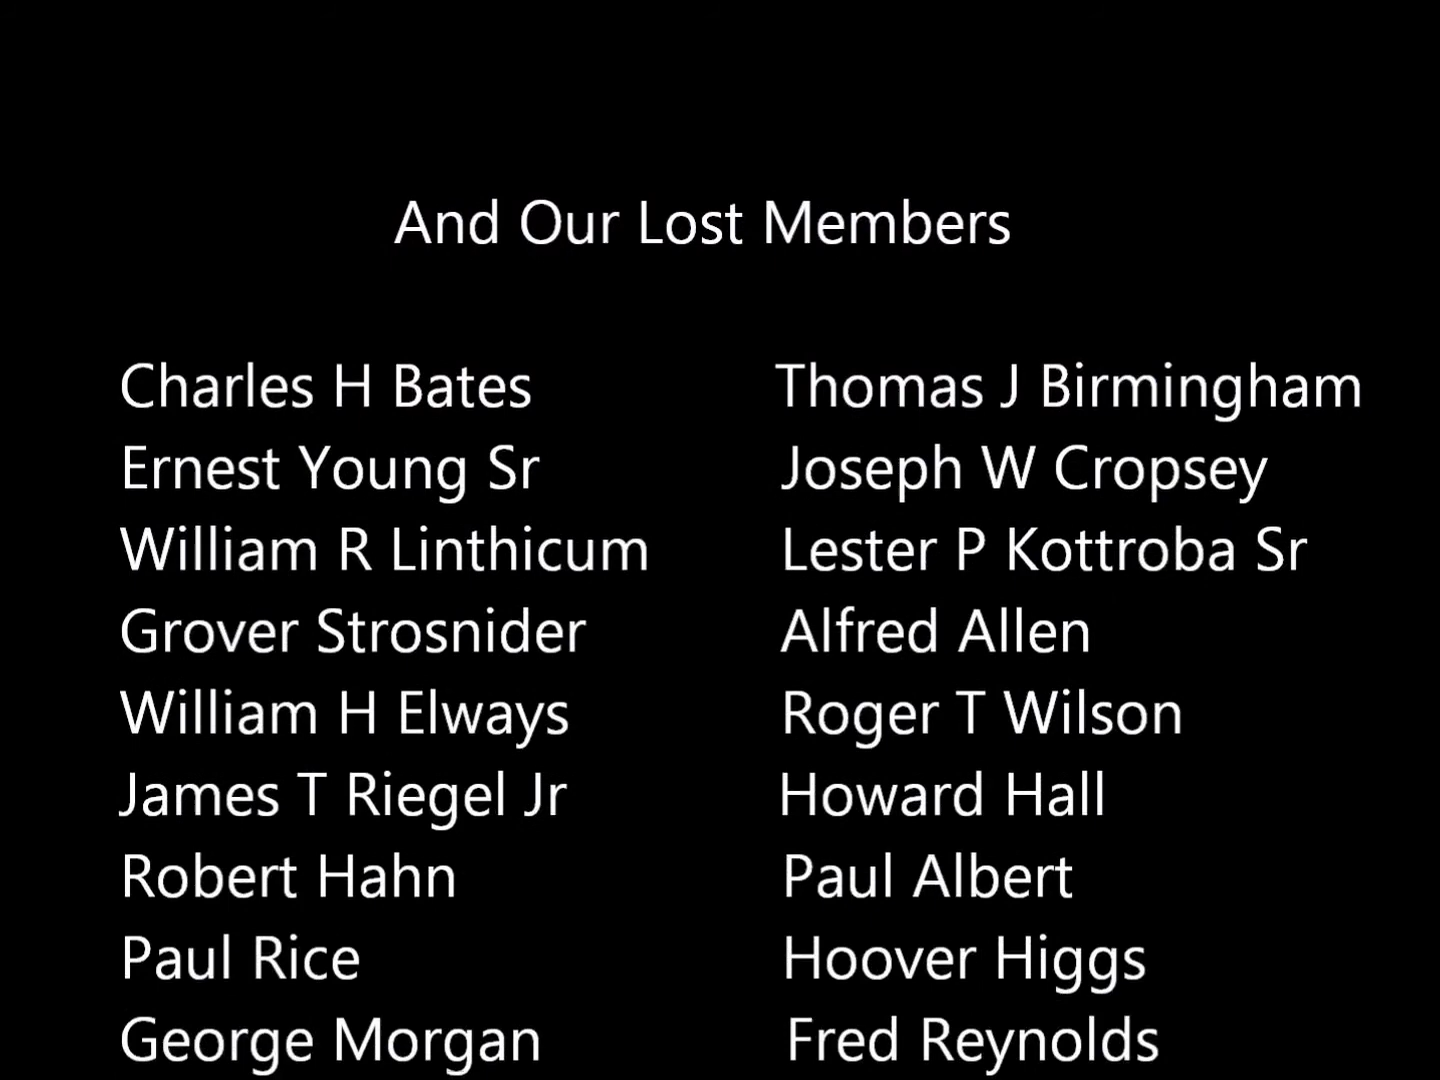 And Our Lost Members
Charles H Bates Thomas J Birmingham
Ernest Young Sr Joseph W Cropsey
William R Linthicum Lester P Kottroba Sr
Grover Strosnider Alfred Allen
William H Elways Roger T Wilson
James T Riegel Jr Howard Hall
Robert Hahn Paul Albert
Paul Rice Hoover Higgs
George Morgan Fred Reynolds